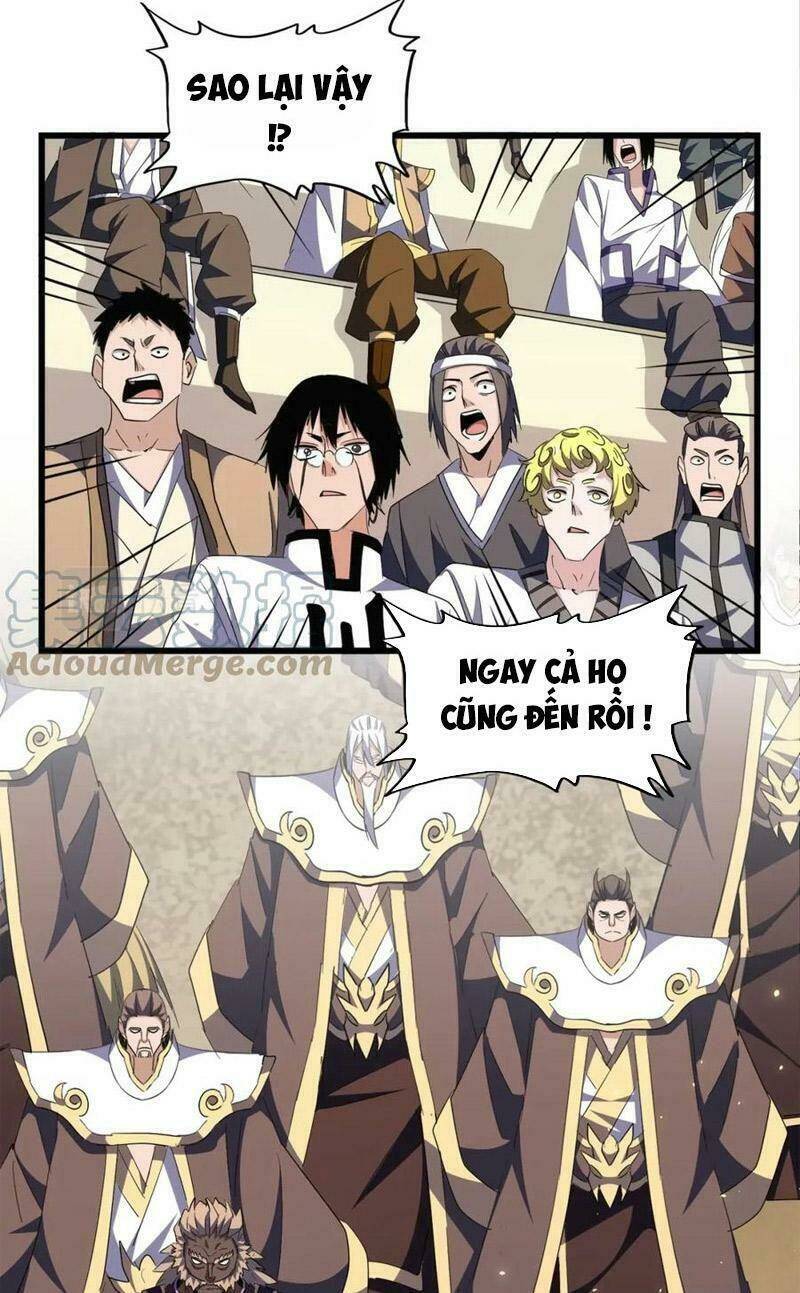 SAO LẠI VẬY
!?
AcloudMerge.com
NGAY CẢ HỌ
CŨNG ĐẾN RỒI !